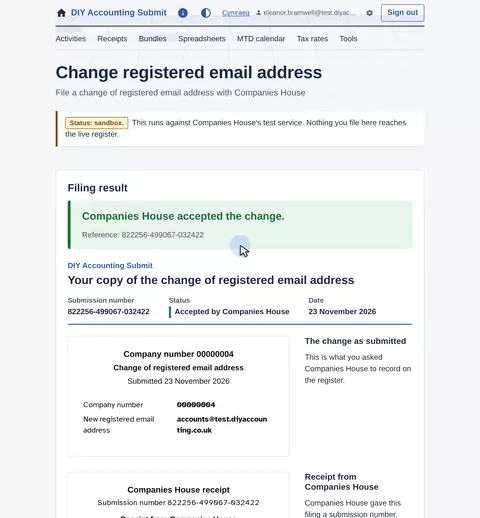 DIY Accounting Submit
Cymraeg
eleanor.bramwell@test.diyac...
Sign out
Activities Receipts Bundles Spreadsheets MTD calendar Tax rates Tools
Change registered email address
File a change of registered email address with Companies House
Status: sandbox. This runs against Companies House's test service. Nothing you file here reaches
the live register.
Filing result
Companies House accepted the change.
Reference: 822256-499067-032422
DIY Accounting Submit
Your copy of the change of registered email address
Submission number Status Date
822256-499067-032422 Accepted by Companies House 23 November 2026
Company number 00000004
Change of registered email address
Submitted 23 November 2026
Company number 00000004
New registered email address accounts@test.diyaccounting.co.uk
The change as submitted
This is what you
asked Companies House to record on
the register.
Companies House receipt
Submission number 822256-499067-032422
Receipt from Companies House
Receipt from
Companies House
Companies House gave this
filing a submission number.